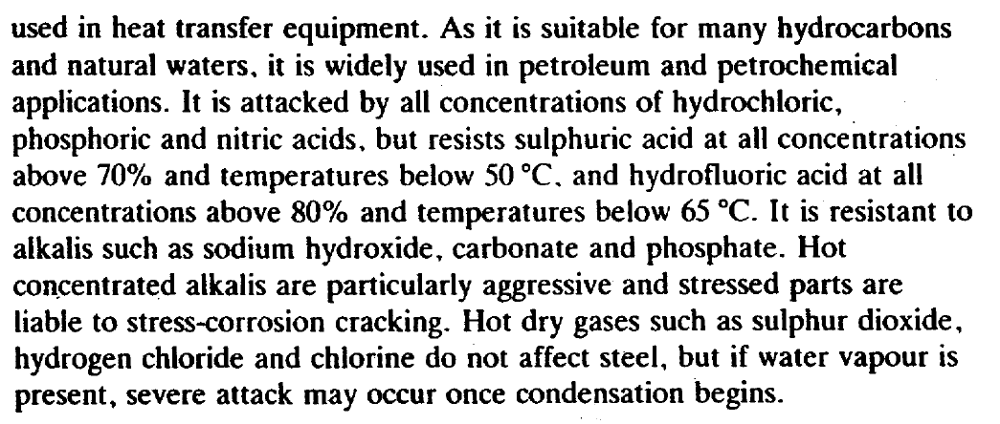 used in heat transfer equipment. As it is suitable for many hydrocarbons
and natural waters, it is widely used in petroleum and petrochemical
applications. It is attacked by all concentrations of hydrochloric,
phosphoric and nitric acids, but resists sulphuric acid at all concentrations
above 70% and temperatures below 50 °C, and hydrofluoric acid at all
concentrations above 80% and temperatures below 65 °C. It is resistant to
alkalis such as sodium hydroxide, carbonate and phosphate. Hot
concentrated alkalis are particularly aggressive and stressed parts are
liable to stress-corrosion cracking. Hot dry gases such as sulphur dioxide,
hydrogen chloride and chlorine do not affect steel, but if water vapour is
present, severe attack may occur once condensation begins.